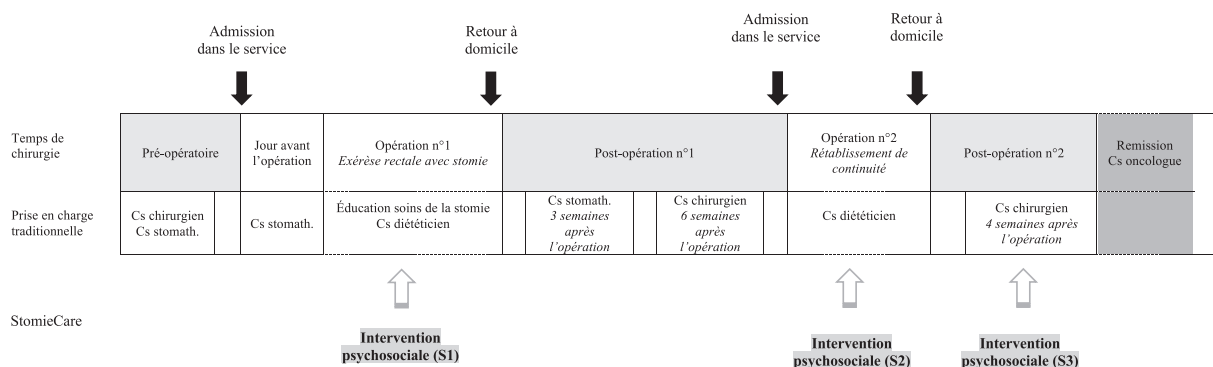 Admission
dans le service
Retour à
domicile
Admission
dans le service
Retour à
domicile
Temps de
chirurgie
Pré-opératoire
Jour avant
l'opération
Opération n°1
Exérèse rectale avec stomie
Post-opération n°1
Opération n°2
Rétablissement de
continuité
Post-opération n°2
Remission
Cs oncologue
Prise en charge
traditionnelle
Cs chirurgien
Cs stomath.
Cs stomath.
Éducation soins de la stomie
Cs diététicien
Cs stomath.
3 semaines
après
l'opération
Cs chirurgien
6 semaines
après
l'opération
Cs diététicien
Cs chirurgien
4 semaines après
l'opération
StomieCare
Intervention
psychosociale (S1)
Intervention
psychosociale (S2)
Intervention
psychosociale (S3)